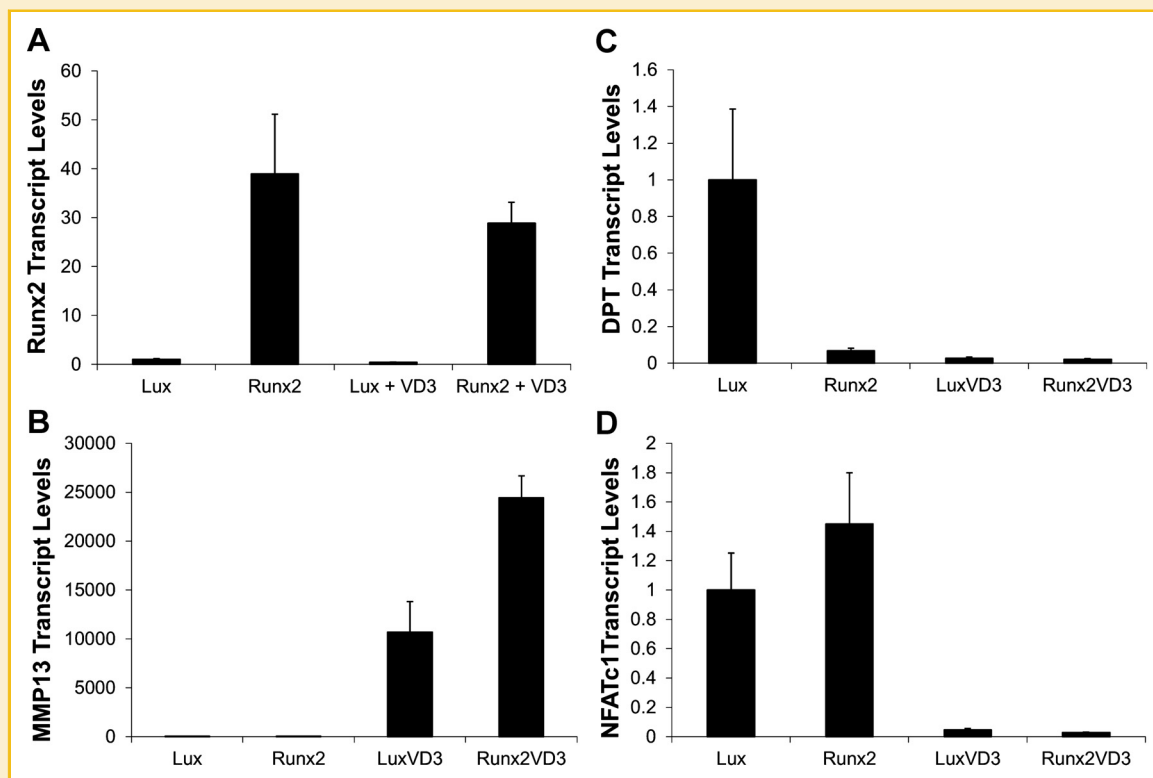 A
Runx2 Transcript Levels
60
50
40
30
20
10
0
Lux Runx2 Lux + VD3 Runx2 + VD3
B
MMP13 Transcript Levels
30000
25000
20000
15000
10000
5000
0
Lux Runx2 LuxVD3 Runx2VD3
C
DPT Transcript Levels
1.6
1.4
1.2
1
0.8
0.6
0.4
0.2
0
Lux Runx2 LuxVD3 Runx2VD3
D
NFATc1Transcript Levels
2
1.8
1.6
1.4
1.2
1
0.8
0.6
0.4
0.2
0
Lux Runx2 LuxVD3 Runx2VD3